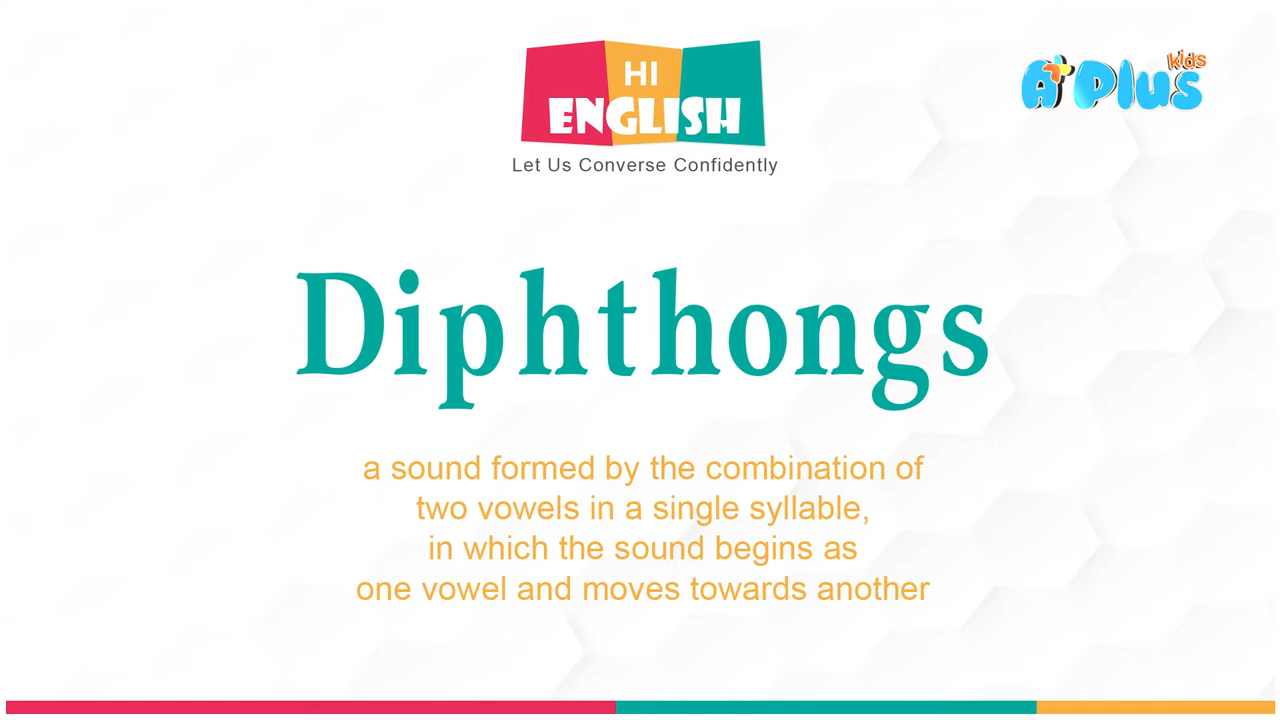 HI
ENGLISH
Let Us Converse Confidently
A+ Plus kids
Diphthongs
a sound formed by the combination of
two vowels in a single syllable,
in which the sound begins as
one vowel and moves towards another